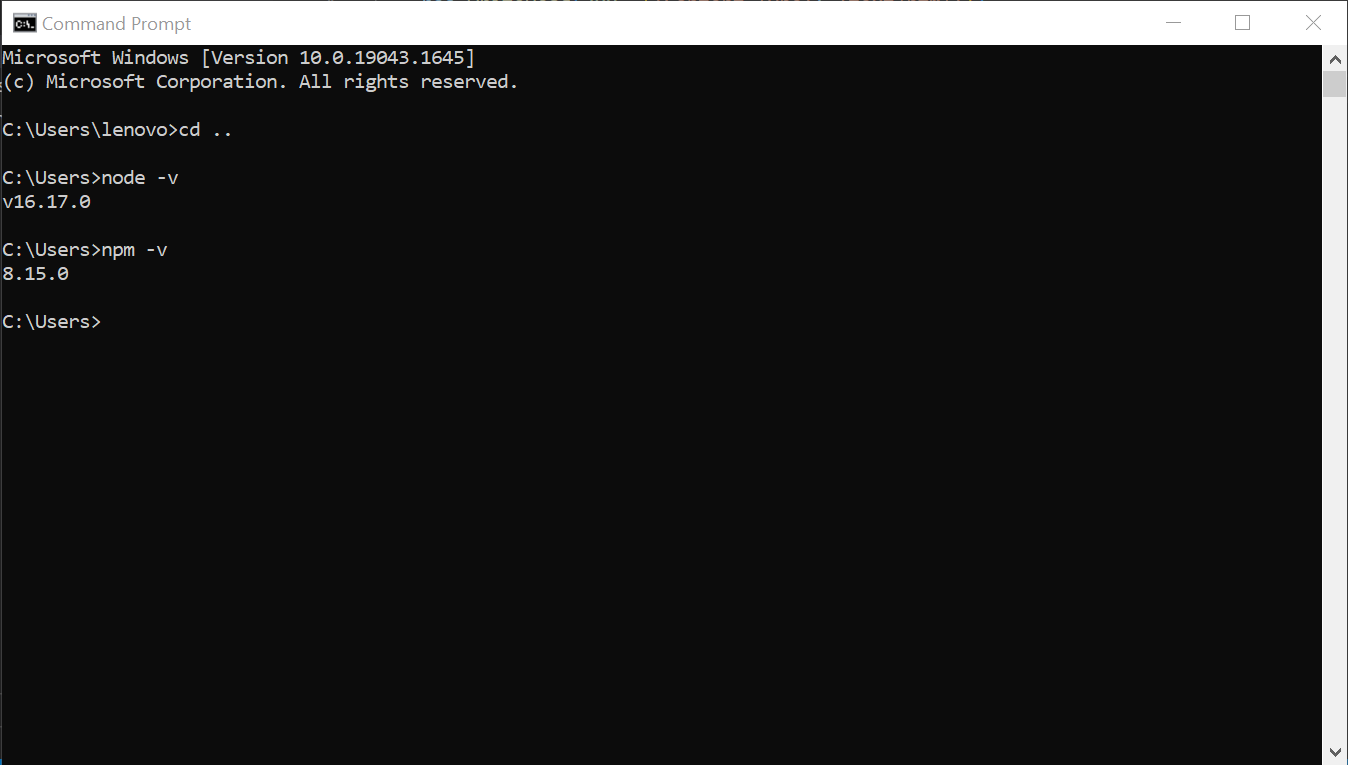 Command Prompt
Microsoft Windows [Version 10.0.19043.1645]
(c) Microsoft Corporation. All rights reserved.
C:\Users\lenovo>cd ..
C:\Users>node -v
v16.17.0
C:\Users>npm -v
8.15.0
C:\Users>